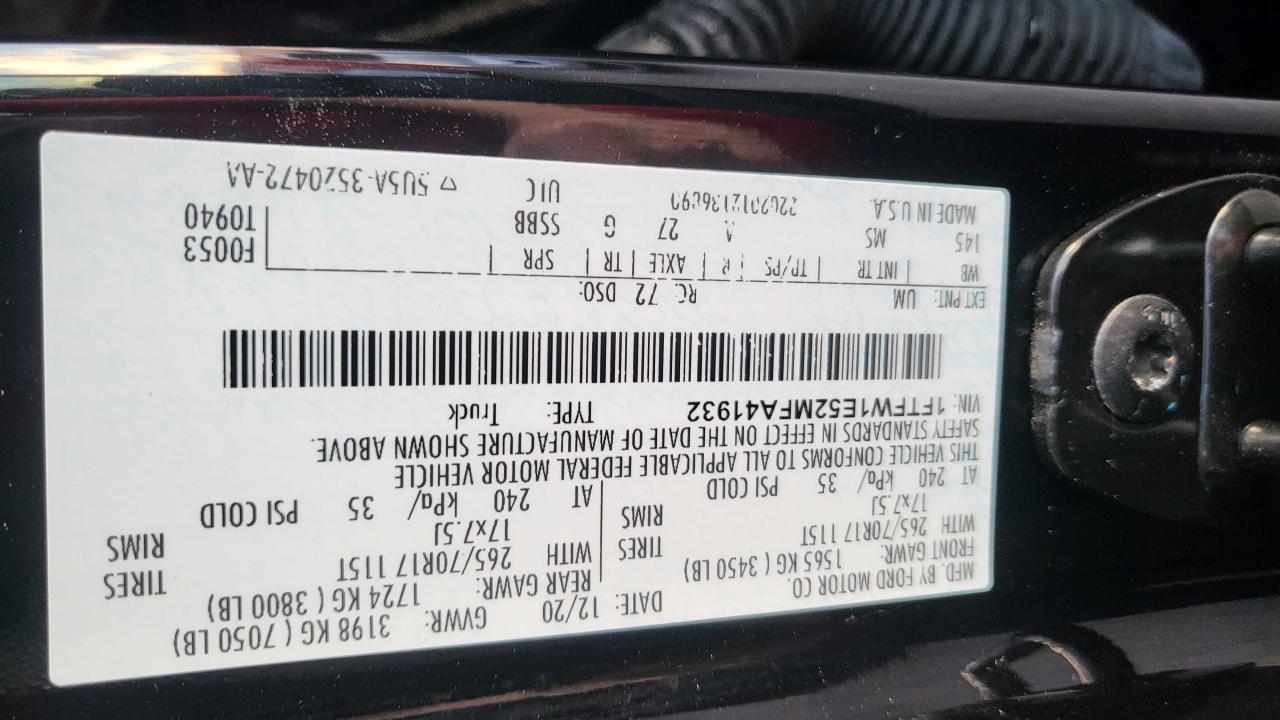 MFD. BY FORD MOTOR CO.
DATE: 12/20 GVWR: 3198 KG ( 7050 LB)
FRONT GAWR: 1565 KG ( 3450 LB) REAR GAWR: 1724 KG ( 3800 LB)
WITH 265/70R17 115T TIRES WITH 265/70R17 115T TIRES
17x7.5J RIMS 17x7.5J RIMS
AT 240 kPa/ 35 PSI COLD AT 240 kPa/ 35 PSI COLD
THIS VEHICLE CONFORMS TO ALL APPLICABLE FEDERAL MOTOR VEHICLE
SAFETY STANDARDS IN EFFECT ON THE DATE OF MANUFACTURE SHOWN ABOVE.
VIN: 1FTFW1E52MFA41932 TYPE: Truck
EXT PNT: UM RC: 72 DSO:
WB | INT TR | TP/PS | R | AXLE | TR | SPR | F0053
145 MS A 27 G SSBB T0940
MADE IN U.S.A. UIC ▽ 5U5A-3520472-AA